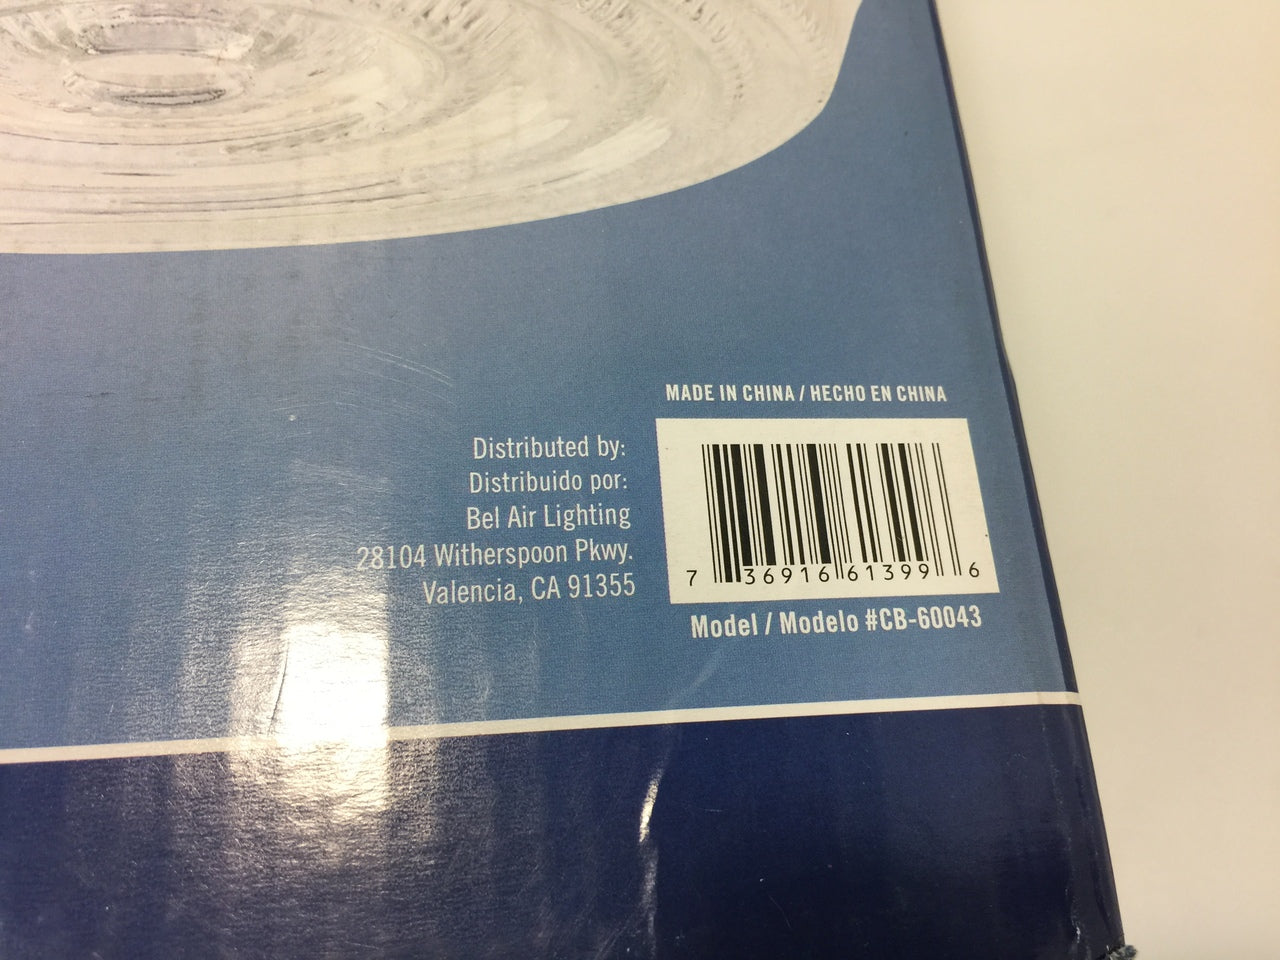 MADE IN CHINA / HECHO EN CHINA
Distributed by:
Distribuido por:
Bel Air Lighting
28104 Witherspoon Pkwy.
Valencia, CA 91355
7 36916 61399 6
Model / Modelo #CB-60043